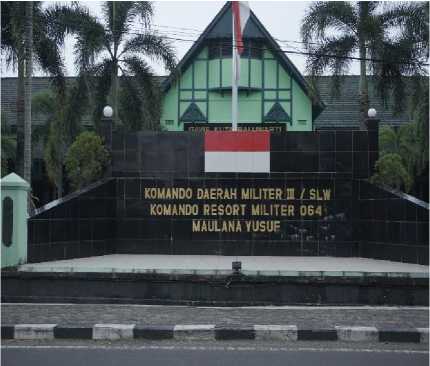 KOMANDO DAERAH MILITER III / SLW
KOMANDO RESORT MILITER 064
MAULANA YUSUF